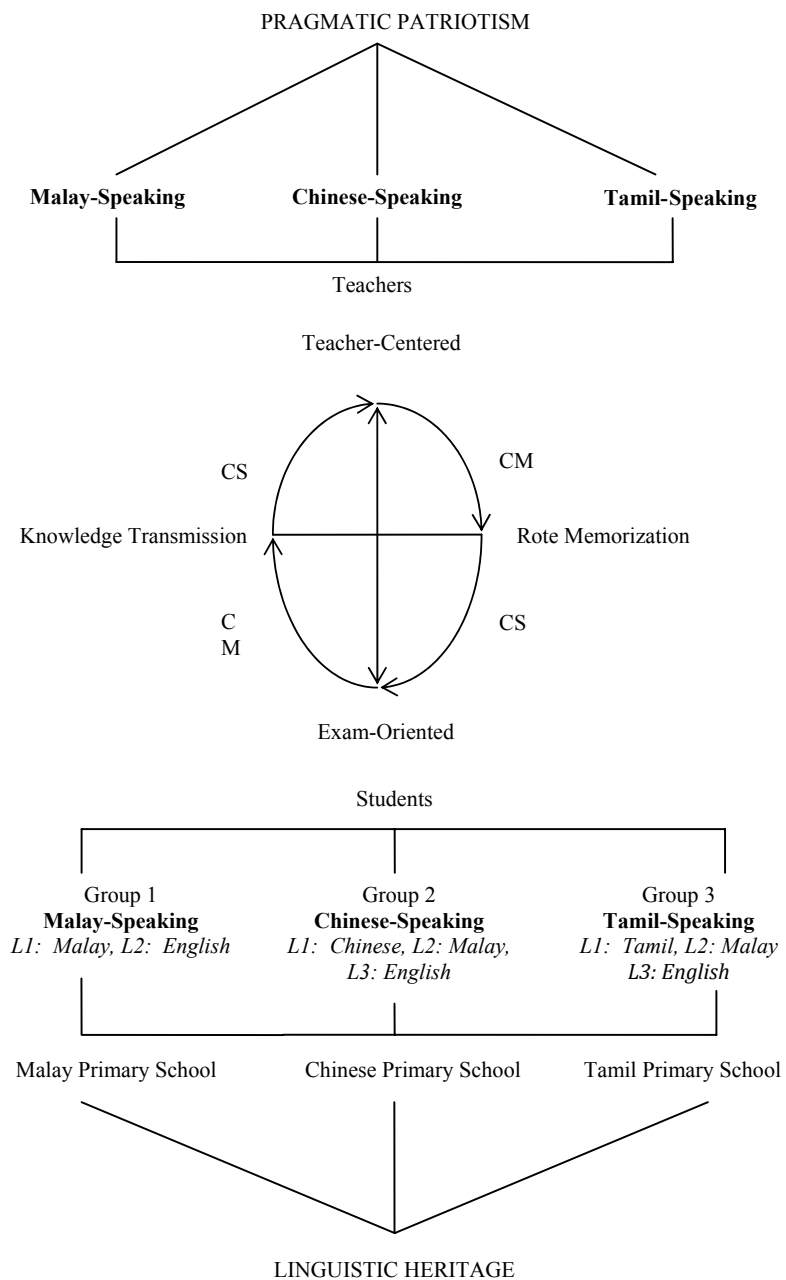 PRAGMATIC PATRIOTISM
Malay-Speaking Chinese-Speaking Tamil-Speaking
Teachers
Teacher-Centered
CS CM
Knowledge Transmission Rote Memorization
C
M CS
Exam-Oriented
Students
Group 1 Group 2 Group 3
Malay-Speaking Chinese-Speaking Tamil-Speaking
L1: Malay, L2: English L1: Chinese, L2: Malay, L1: Tamil, L2: Malay
L3: English L3: English
Malay Primary School Chinese Primary School Tamil Primary School
LINGUISTIC HERITAGE